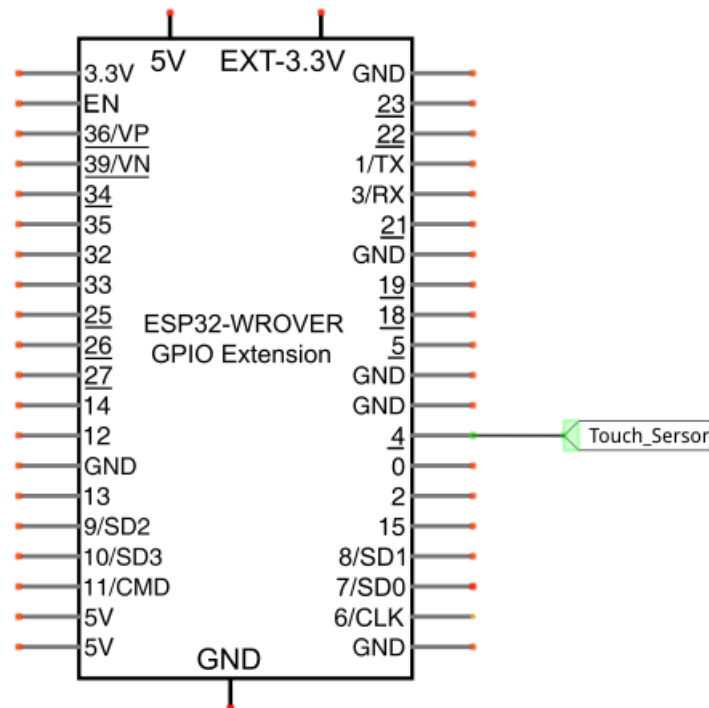 5V EXT-3.3V
3.3V GND
EN 23
36/VP 22
39/VN 1/TX
34 3/RX
35 21
32 GND
33 19
25 18
ESP32-WROVER
26 5
GPIO Extension
27 GND
14 GND
12 4 Touch_Sersor
GND 0
13 2
9/SD2 15
10/SD3 8/SD1
11/CMD 7/SD0
5V 6/CLK
5V GND
GND